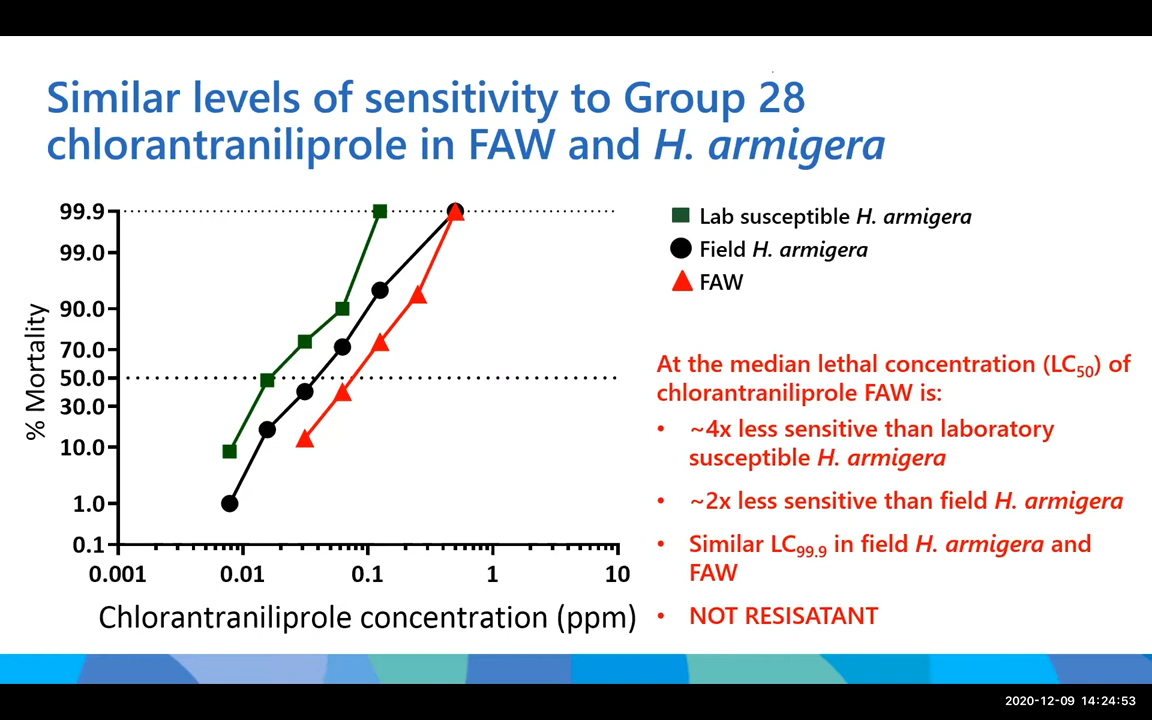 Similar levels of sensitivity to Group 28
chlorantraniliprole in FAW and H. armigera
99.9
99.0
90.0
70.0
50.0
30.0
10.0
1.0
0.1
% Mortality
0.001
0.01
0.1
1
10
Chlorantraniliprole concentration (ppm)
Lab susceptible H. armigera
Field H. armigera
FAW
At the median lethal concentration (LC50) of
chlorantraniliprole FAW is:
• ~4x less sensitive than laboratory
susceptible H. armigera
• ~2x less sensitive than field H. armigera
• Similar LC99.9 in field H. armigera and
FAW
• NOT RESISATANT
2020-12-09 14:24:53